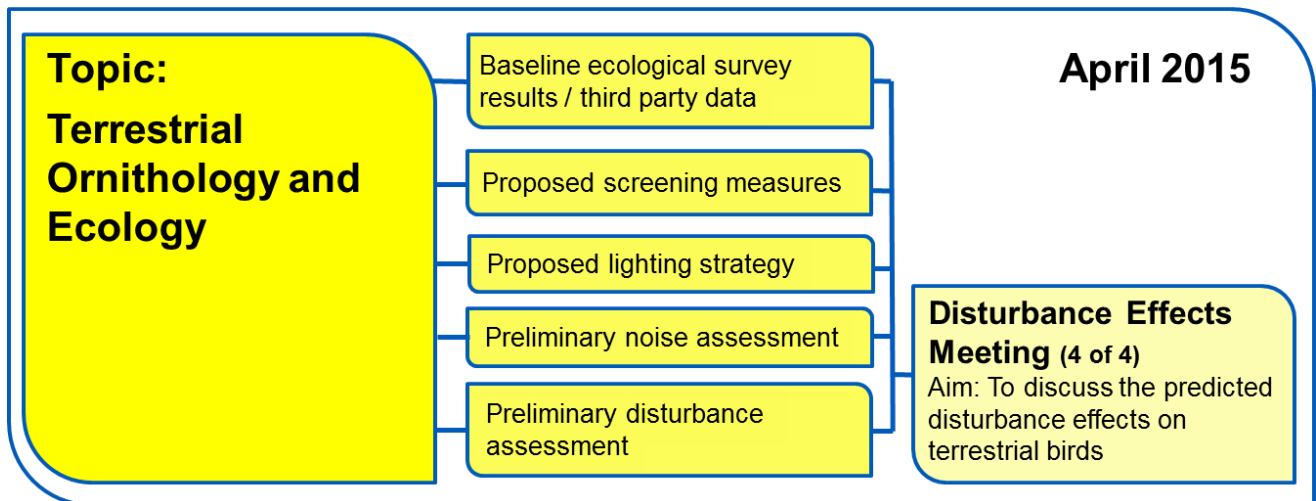 Topic:
Terrestrial
Ornithology and
Ecology
Baseline ecological survey
results / third party data
Proposed screening measures
Proposed lighting strategy
Preliminary noise assessment
Preliminary disturbance
assessment
April 2015
Disturbance Effects
Meeting (4 of 4)
Aim: To discuss the predicted
disturbance effects on
terrestrial birds